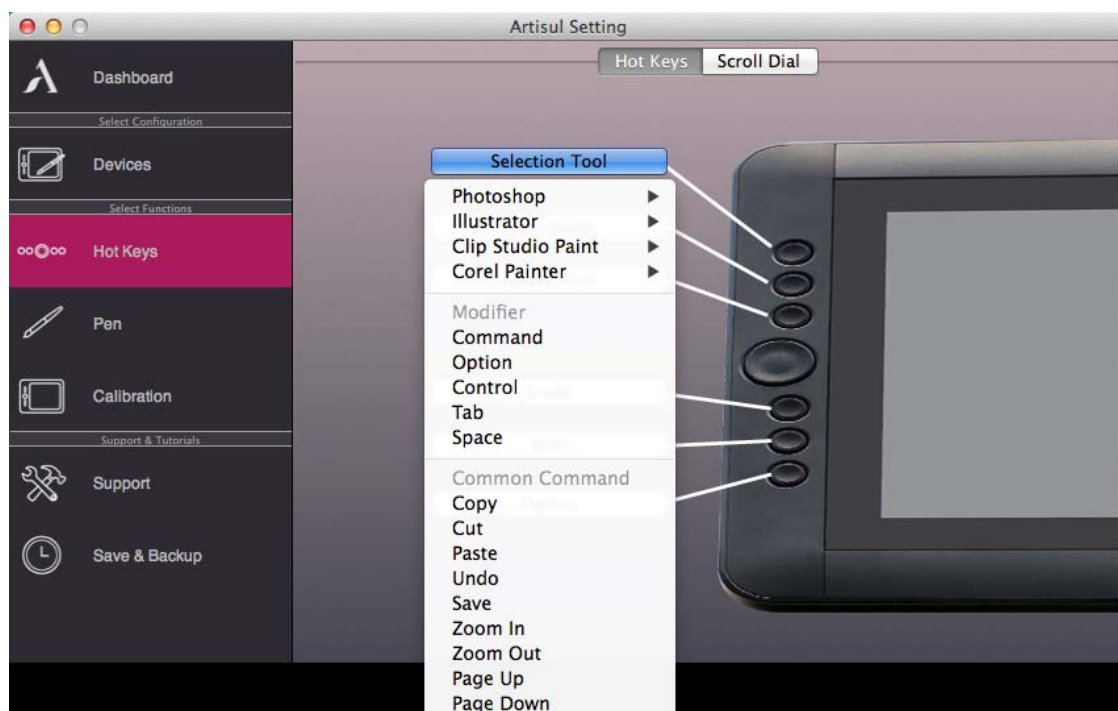 Artisul Setting
Hot Keys Scroll Dial
Dashboard
Select Configuration
Devices
Select Functions
Hot Keys
Pen
Calibration
Support & Tutorials
Support
Save & Backup
Selection Tool
Photoshop
Illustrator
Clip Studio Paint
Corel Painter
Modifier
Command
Option
Control
Tab
Space
Common Command
Copy
Cut
Paste
Undo
Save
Zoom In
Zoom Out
Page Up
Page Down